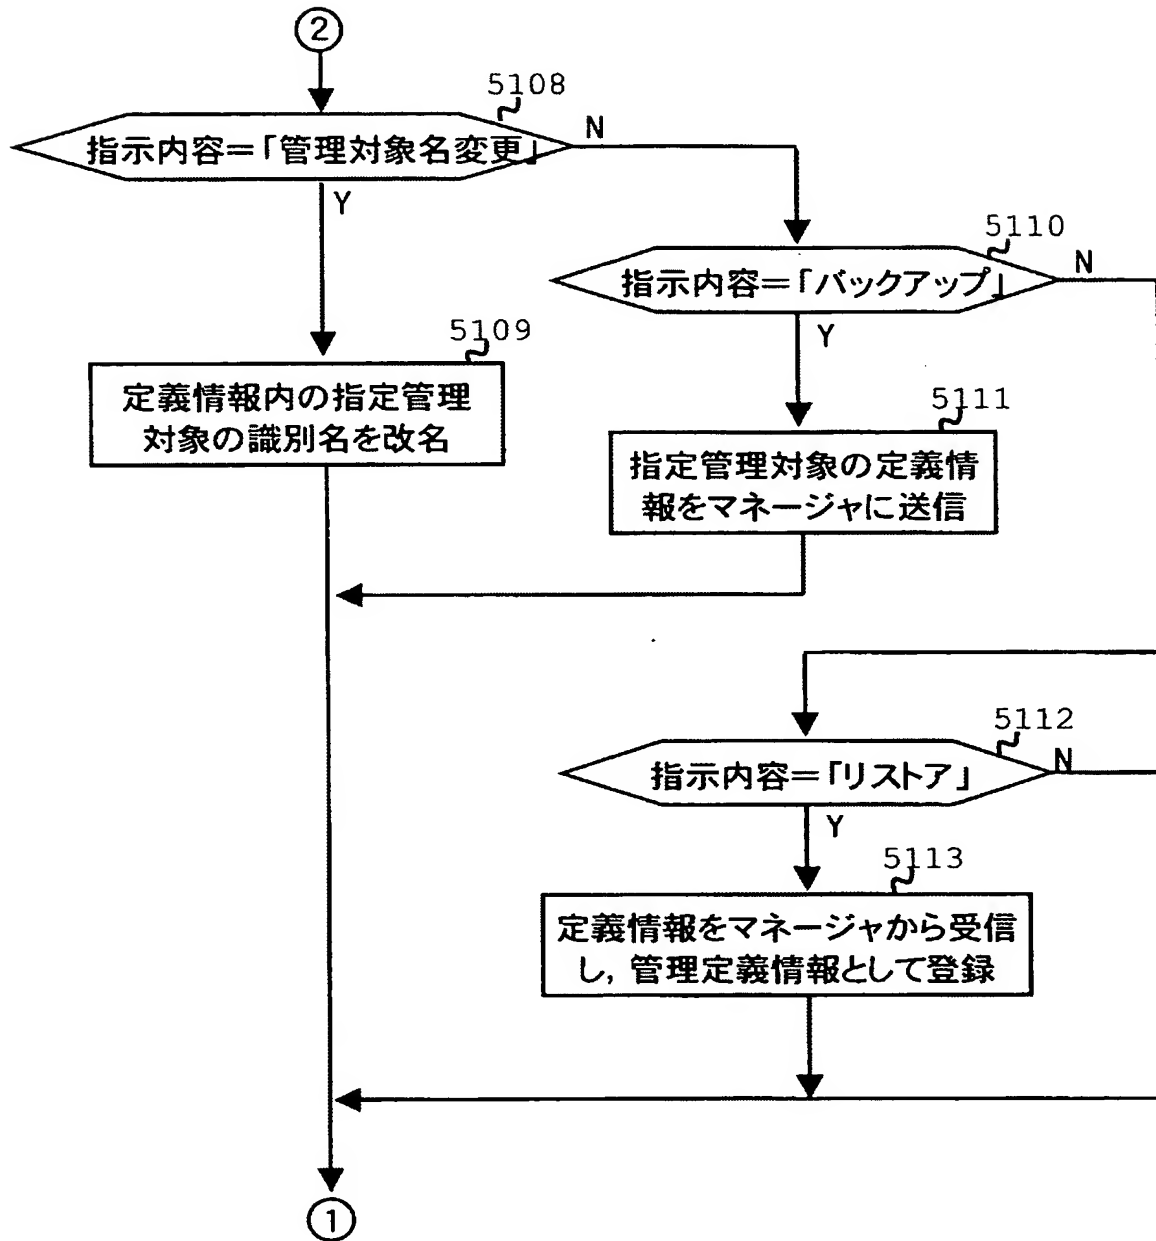 ②
5108
指示内容＝「管理対象名変更」
N
Y
5110
指示内容＝「バックアップ」
N
Y
5109
定義情報内の指定管理
対象の識別名を改名
5111
指定管理対象の定義情
報をマネージャに送信
5112
指示内容＝「リストア」
N
Y
5113
定義情報をマネージャから受信
し，管理定義情報として登録
①